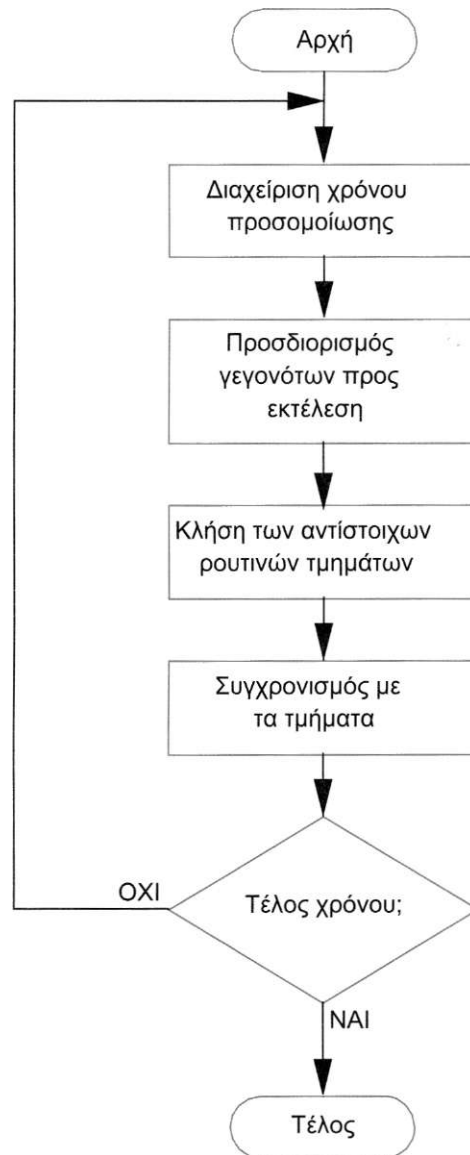 Αρχή
Διαχείριση χρόνου
προσομοίωσης
Προσδιορισμός
γεγονότων προς
εκτέλεση
Κλήση των αντίστοιχων
ρουτινών τμημάτων
Συγχρονισμός με
τα τμήματα
ΟΧΙ
Τέλος χρόνου;
ΝΑΙ
Τέλος